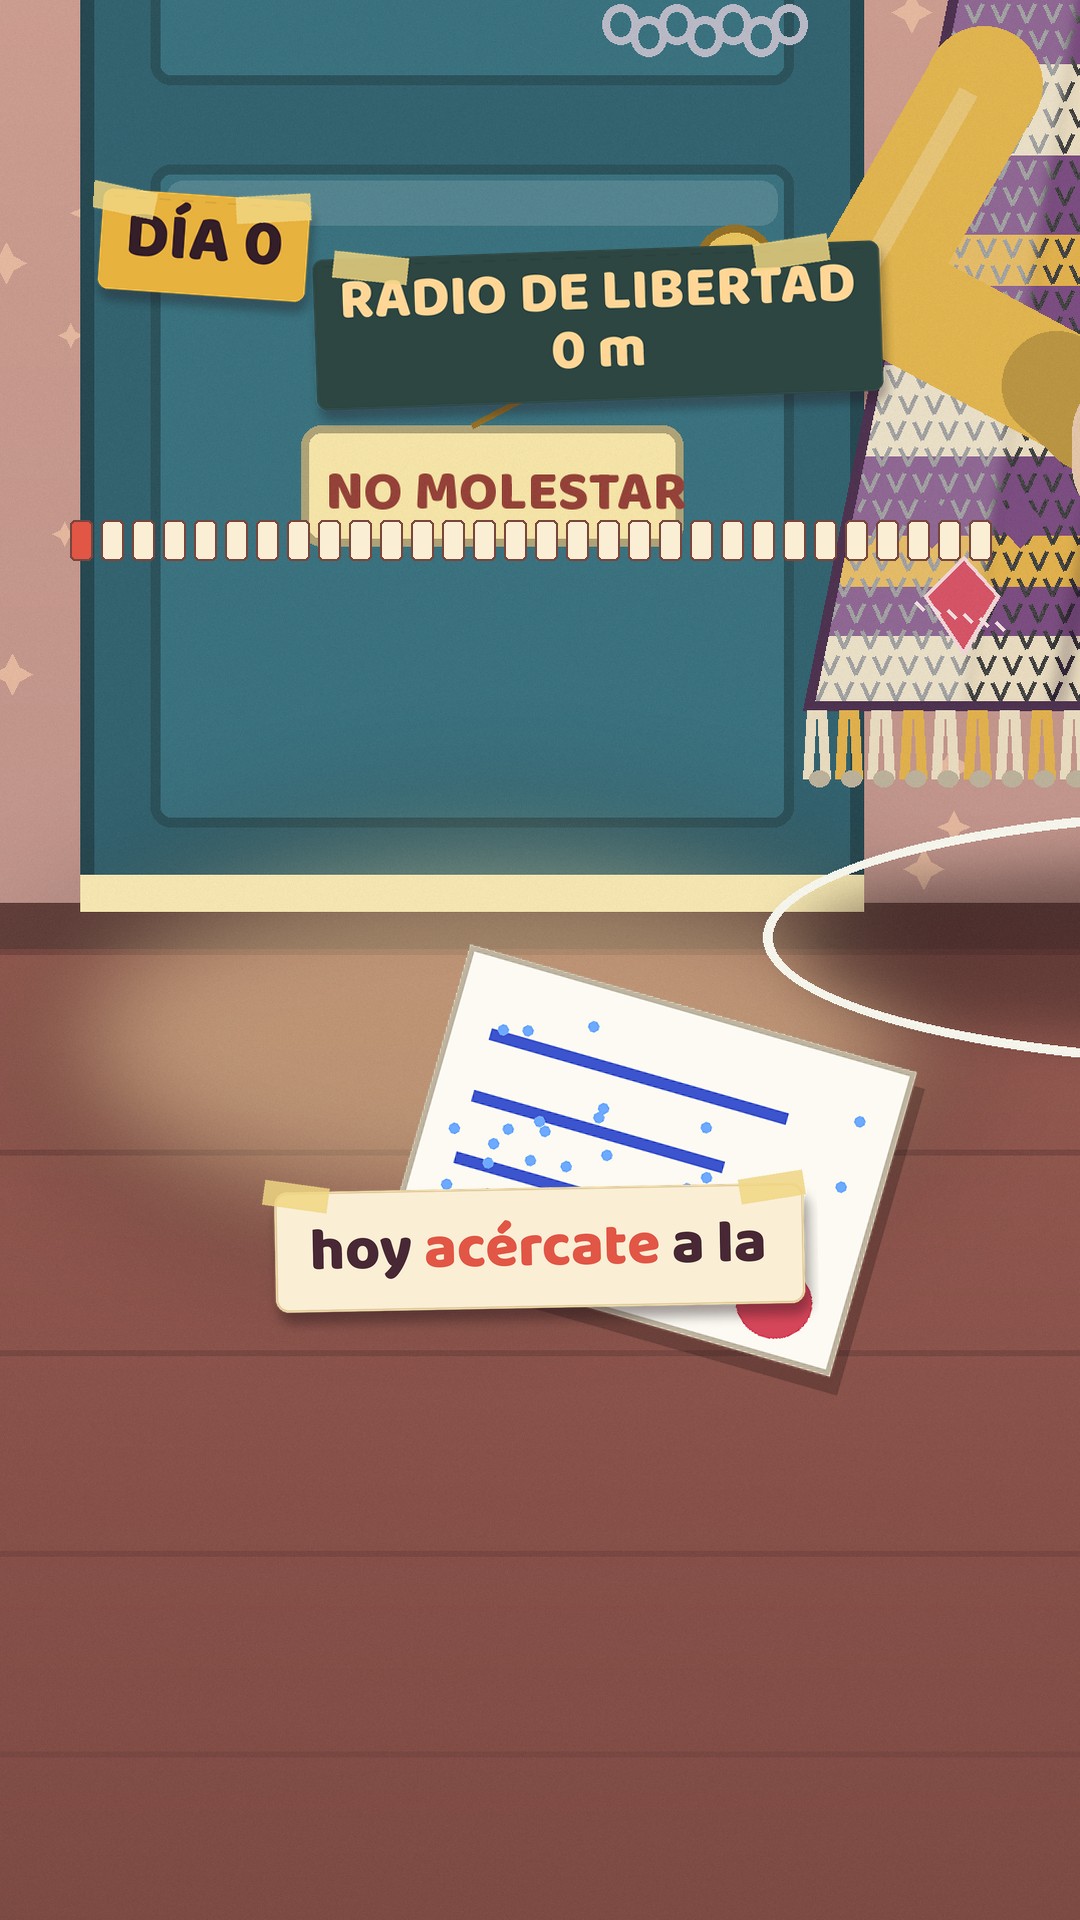 DÍA 0
RADIO DE LIBERTAD
0 m
NO MOLESTAR
hoy acércate a la